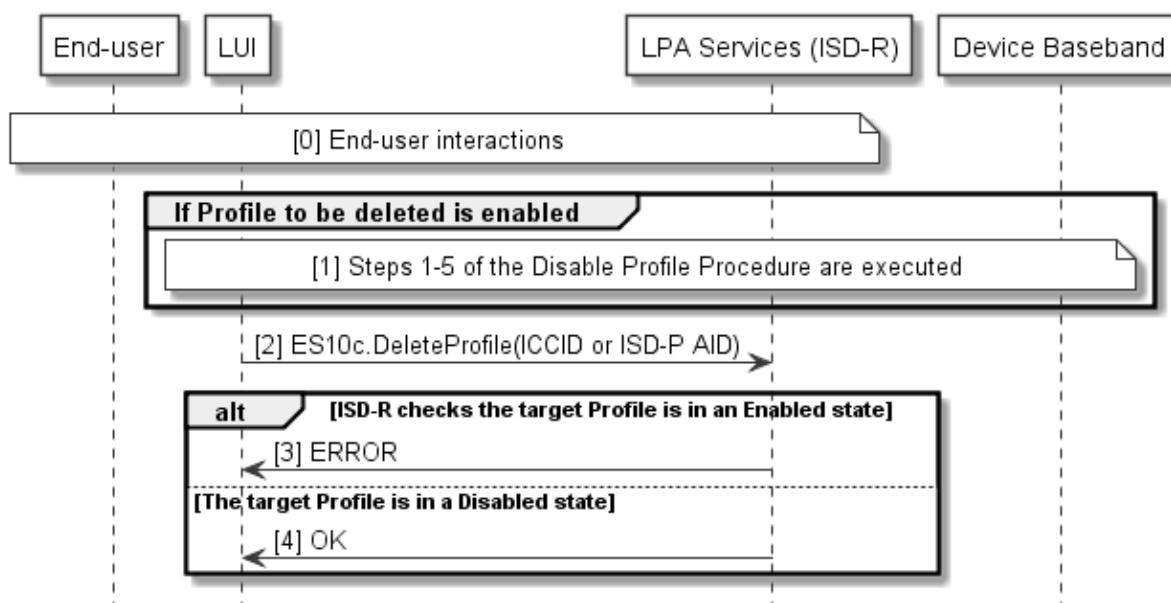 End-user
LUI
LPA Services (ISD-R)
Device Baseband
[0] End-user interactions
If Profile to be deleted is enabled
[1] Steps 1-5 of the Disable Profile Procedure are executed
[2] ES10c.DeleteProfile(ICCID or ISD-P AID)
alt
[ISD-R checks the target Profile is in an Enabled state]
[3] ERROR
[The target Profile is in a Disabled state]
[4] OK